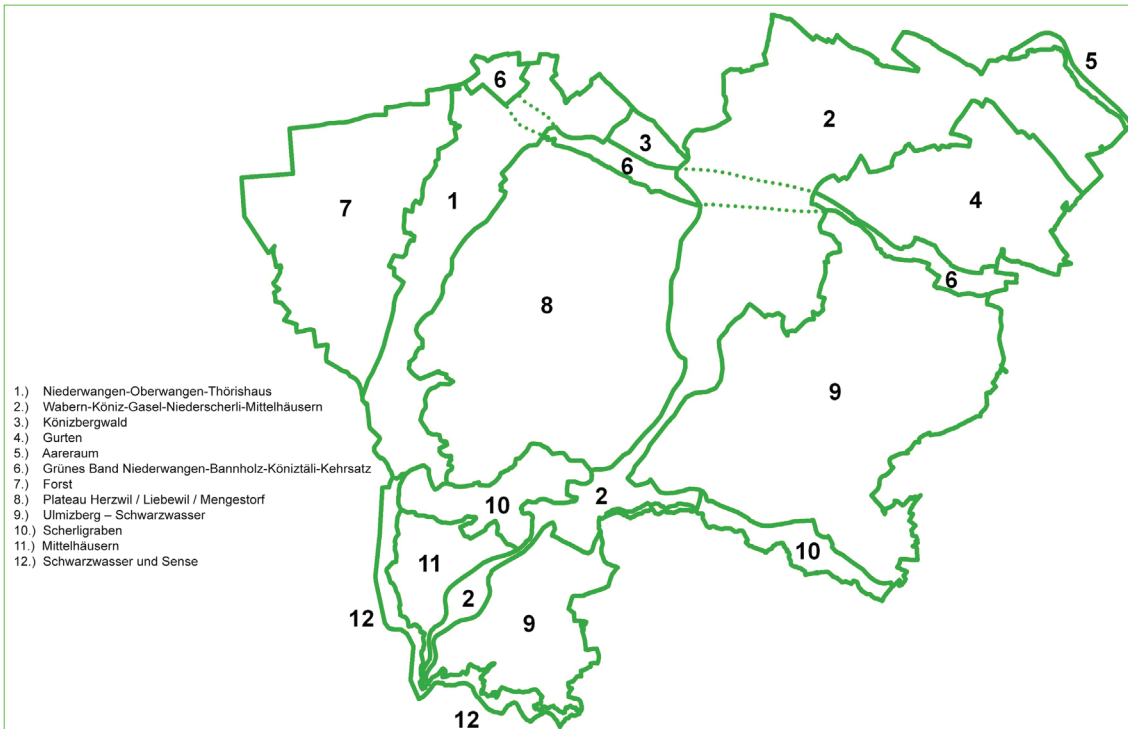 6
5
2
3
6
1
4
7
6
8
9
1.) Niederwangen-Oberwangen-Thörishaus
2.) Wabern-Köniz-Gasel-Niederscherli-Mittelhäusern
3.) Könizbergwald
4.) Gurten
5.) Aareraum
6.) Grünes Band Niederwangen-Bannholz-Köniztäli-Kehrsatz
7.) Forst
8.) Plateau Herzwil / Liebewil / Mengestorf
9.) Ulmizberg – Schwarzwasser
10.) Scherligraben
11.) Mittelhäusern
12.) Schwarzwasser und Sense
10
2
10
11
2
12
9
12